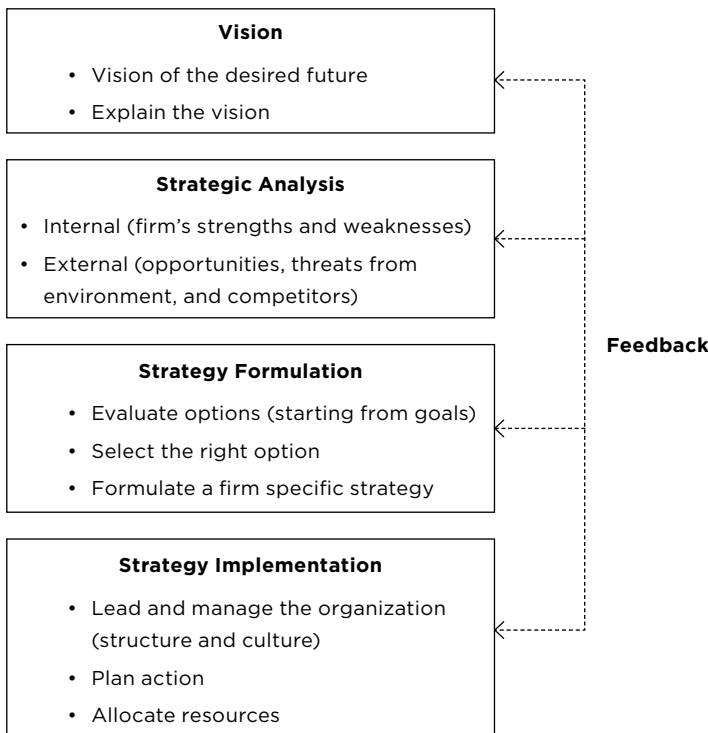 Vision
• Vision of the desired future
• Explain the vision
Strategic Analysis
• Internal (firm’s strengths and weaknesses)
• External (opportunities, threats from
environment, and competitors)
Feedback
Strategy Formulation
• Evaluate options (starting from goals)
• Select the right option
• Formulate a firm specific strategy
Strategy Implementation
• Lead and manage the organization
(structure and culture)
• Plan action
• Allocate resources